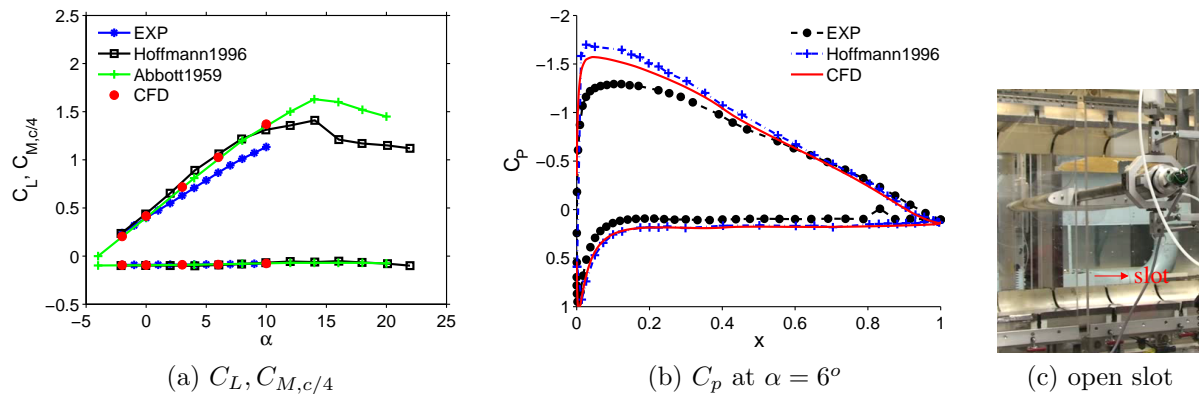 2.5
2
1.5
1
0.5
0
−0.5
−5 0 5 10 15 20 25
α
C_L, C_{M,c/4}
EXP
Hoffmann1996
Abbott1959
CFD
(a) C_L, C_{M,c/4}
−2
−1.5
−1
−0.5
0
0.5
1
0 0.2 0.4 0.6 0.8 1
x
C_P
EXP
Hoffmann1996
CFD
(b) C_p at α = 6^o
slot
(c) open slot